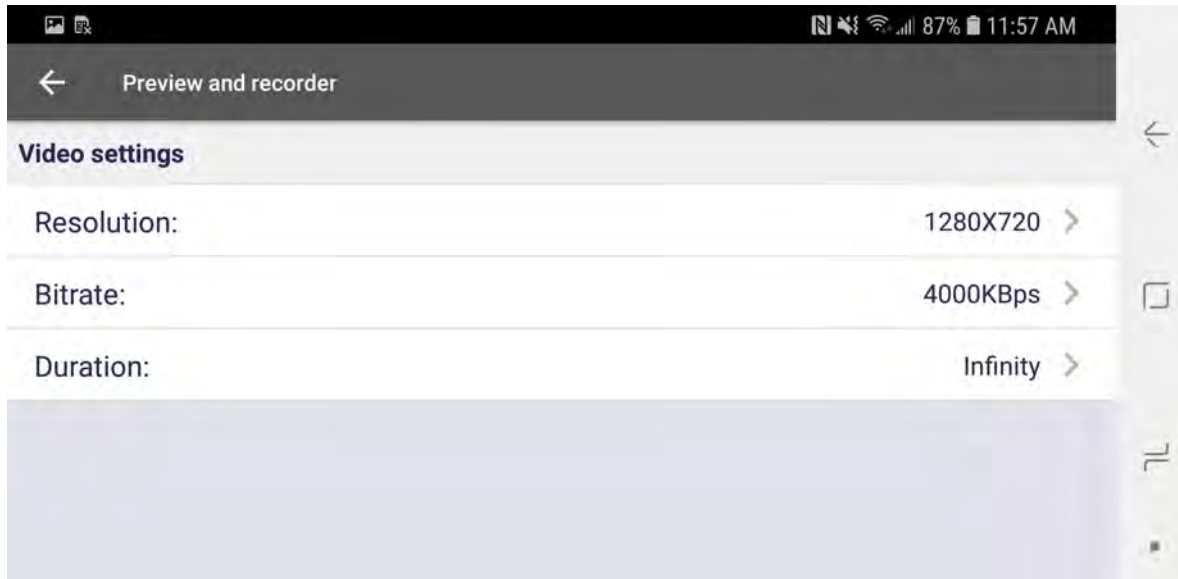 87% 11:57 AM
Preview and recorder
Video settings
Resolution: 1280X720
Bitrate: 4000KBps
Duration: Infinity